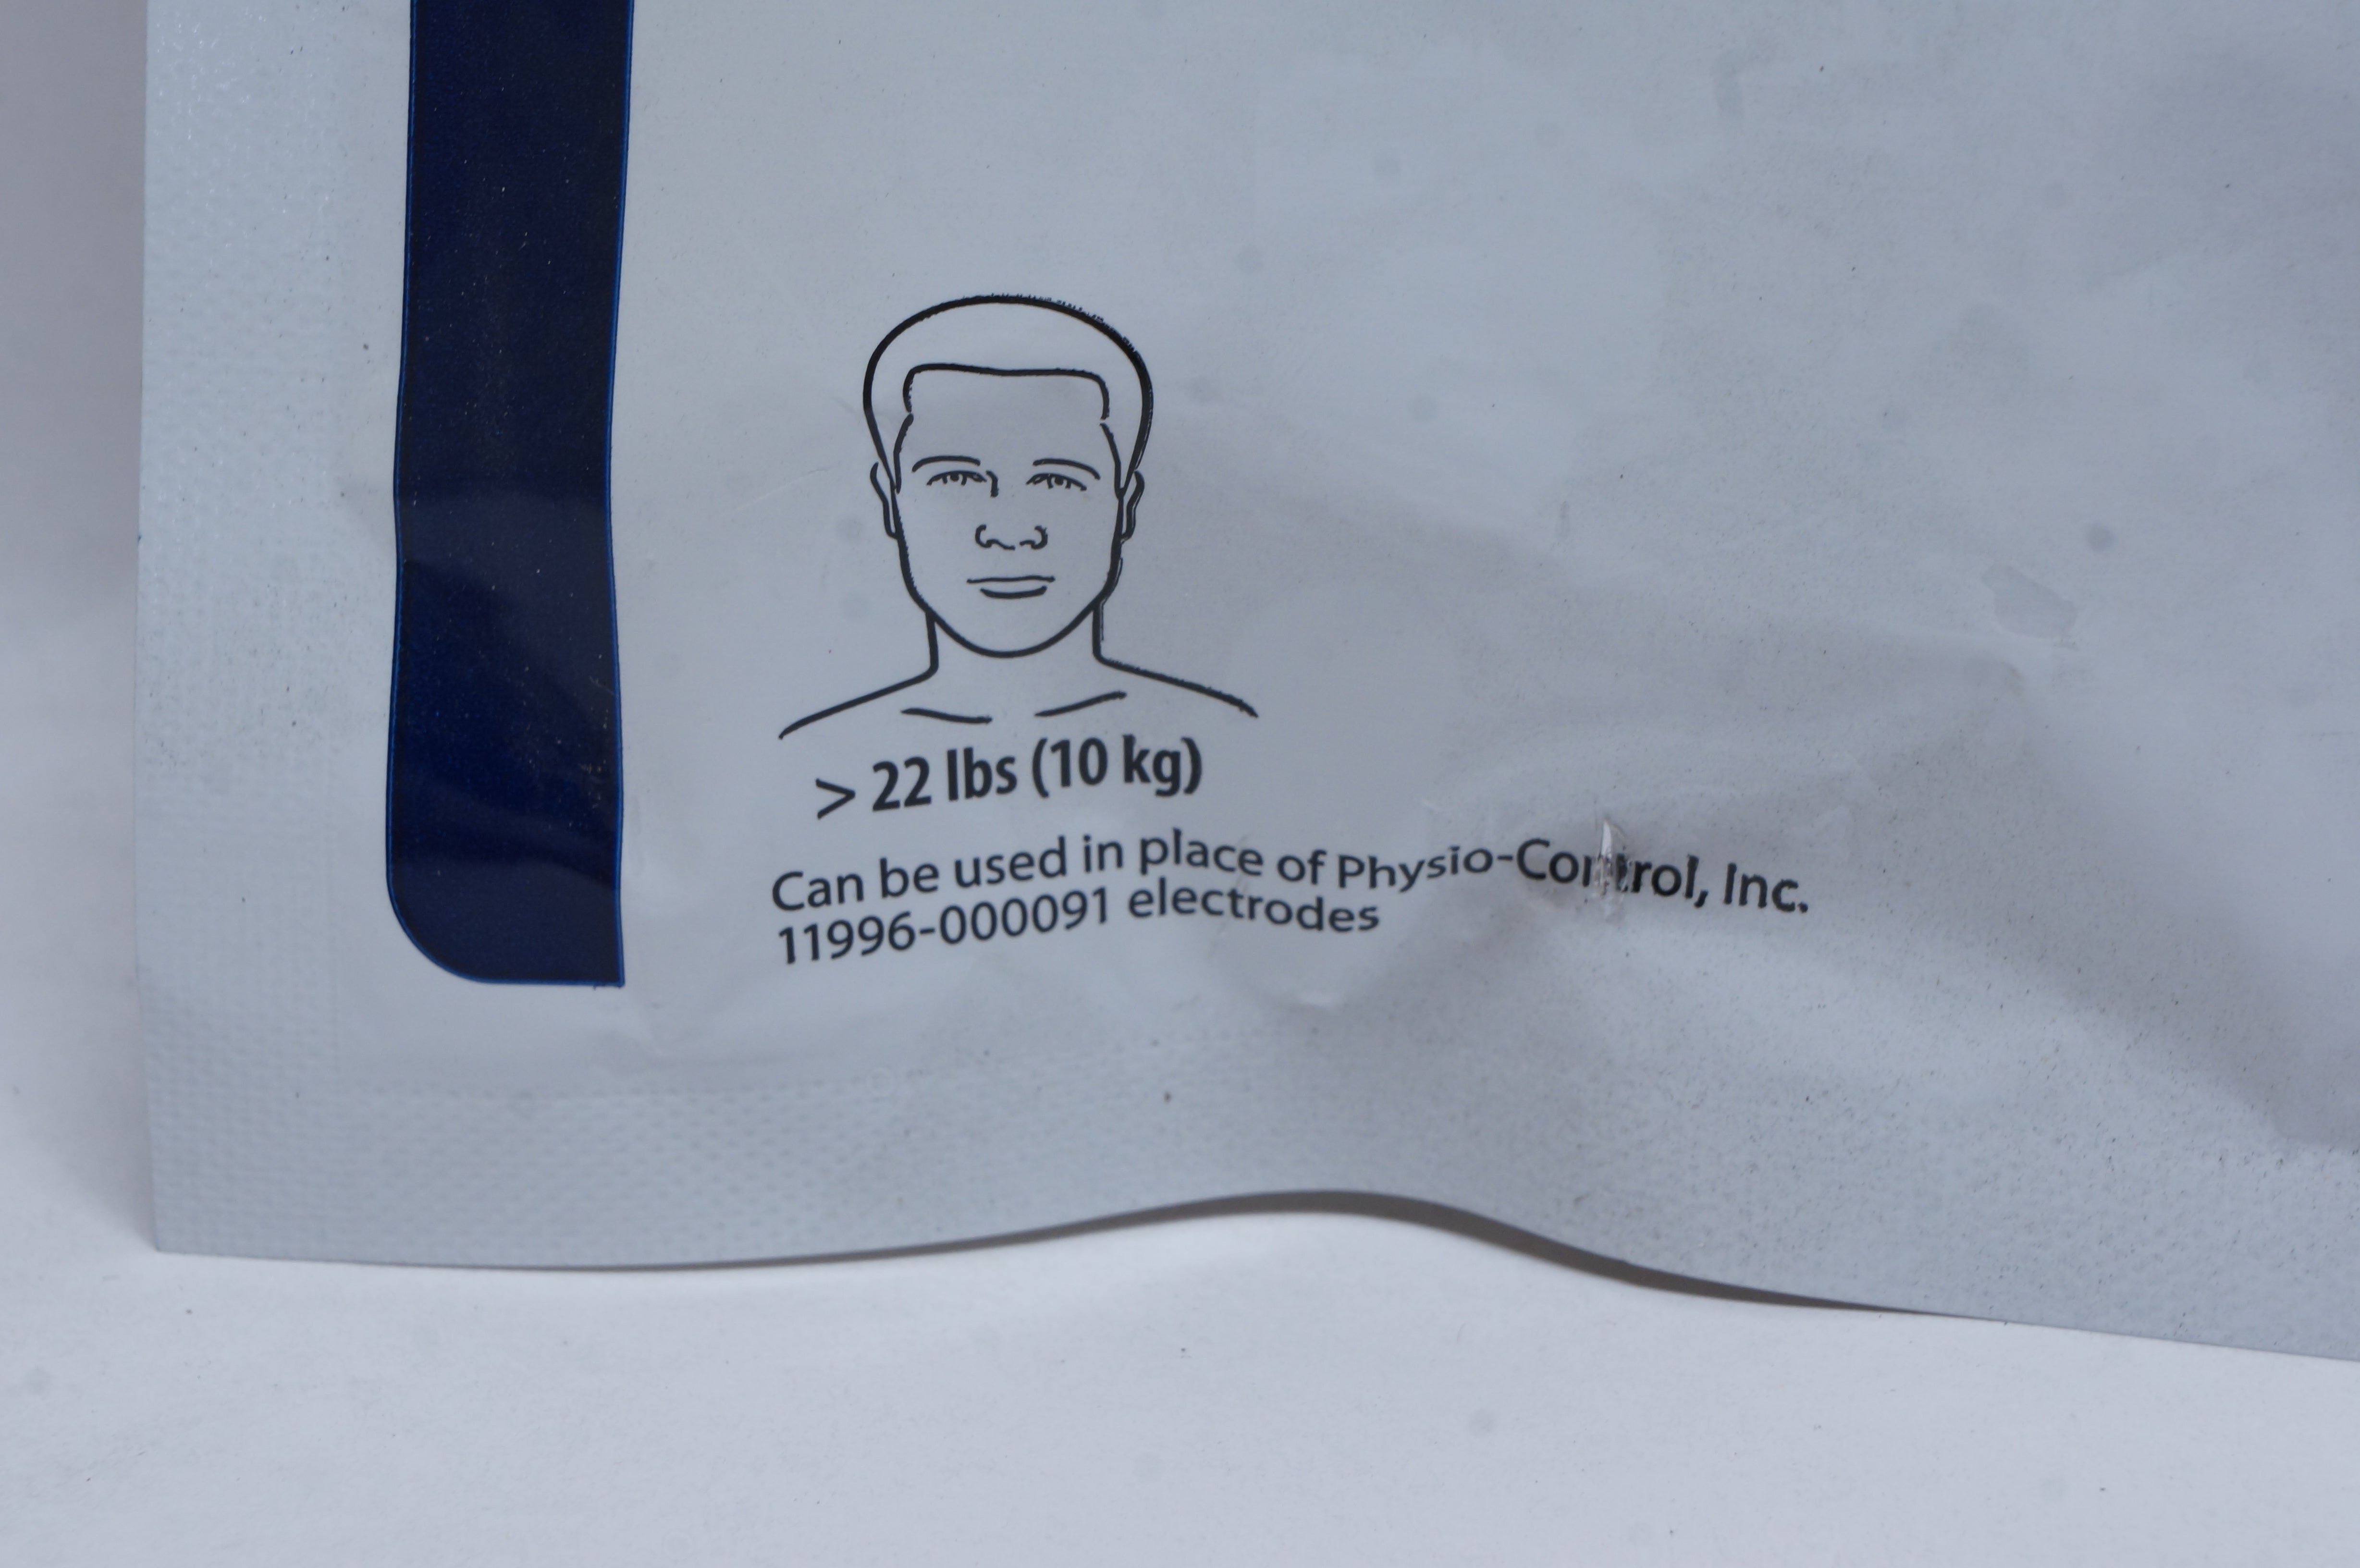 > 22 lbs (10 kg)
Can be used in place of Physio-Control, Inc.
11996-000091 electrodes